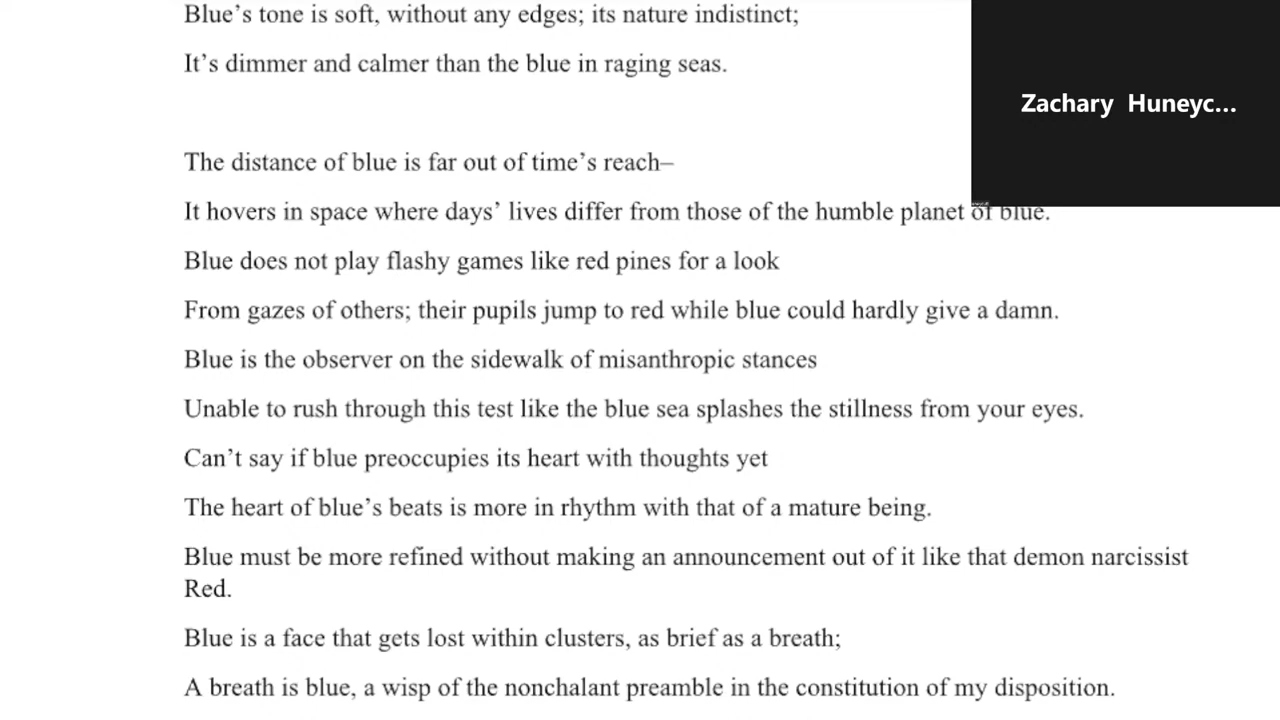 Blue’s tone is soft, without any edges; its nature indistinct;
It’s dimmer and calmer than the blue in raging seas.
Zachary Huneyc...
The distance of blue is far out of time’s reach–
It hovers in space where days’ lives differ from those of the humble planet of blue.
Blue does not play flashy games like red pines for a look
From gazes of others; their pupils jump to red while blue could hardly give a damn.
Blue is the observer on the sidewalk of misanthropic stances
Unable to rush through this test like the blue sea splashes the stillness from your eyes.
Can’t say if blue preoccupies its heart with thoughts yet
The heart of blue’s beats is more in rhythm with that of a mature being.
Blue must be more refined without making an announcement out of it like that demon narcissist
Red.
Blue is a face that gets lost within clusters, as brief as a breath;
A breath is blue, a wisp of the nonchalant preamble in the constitution of my disposition.